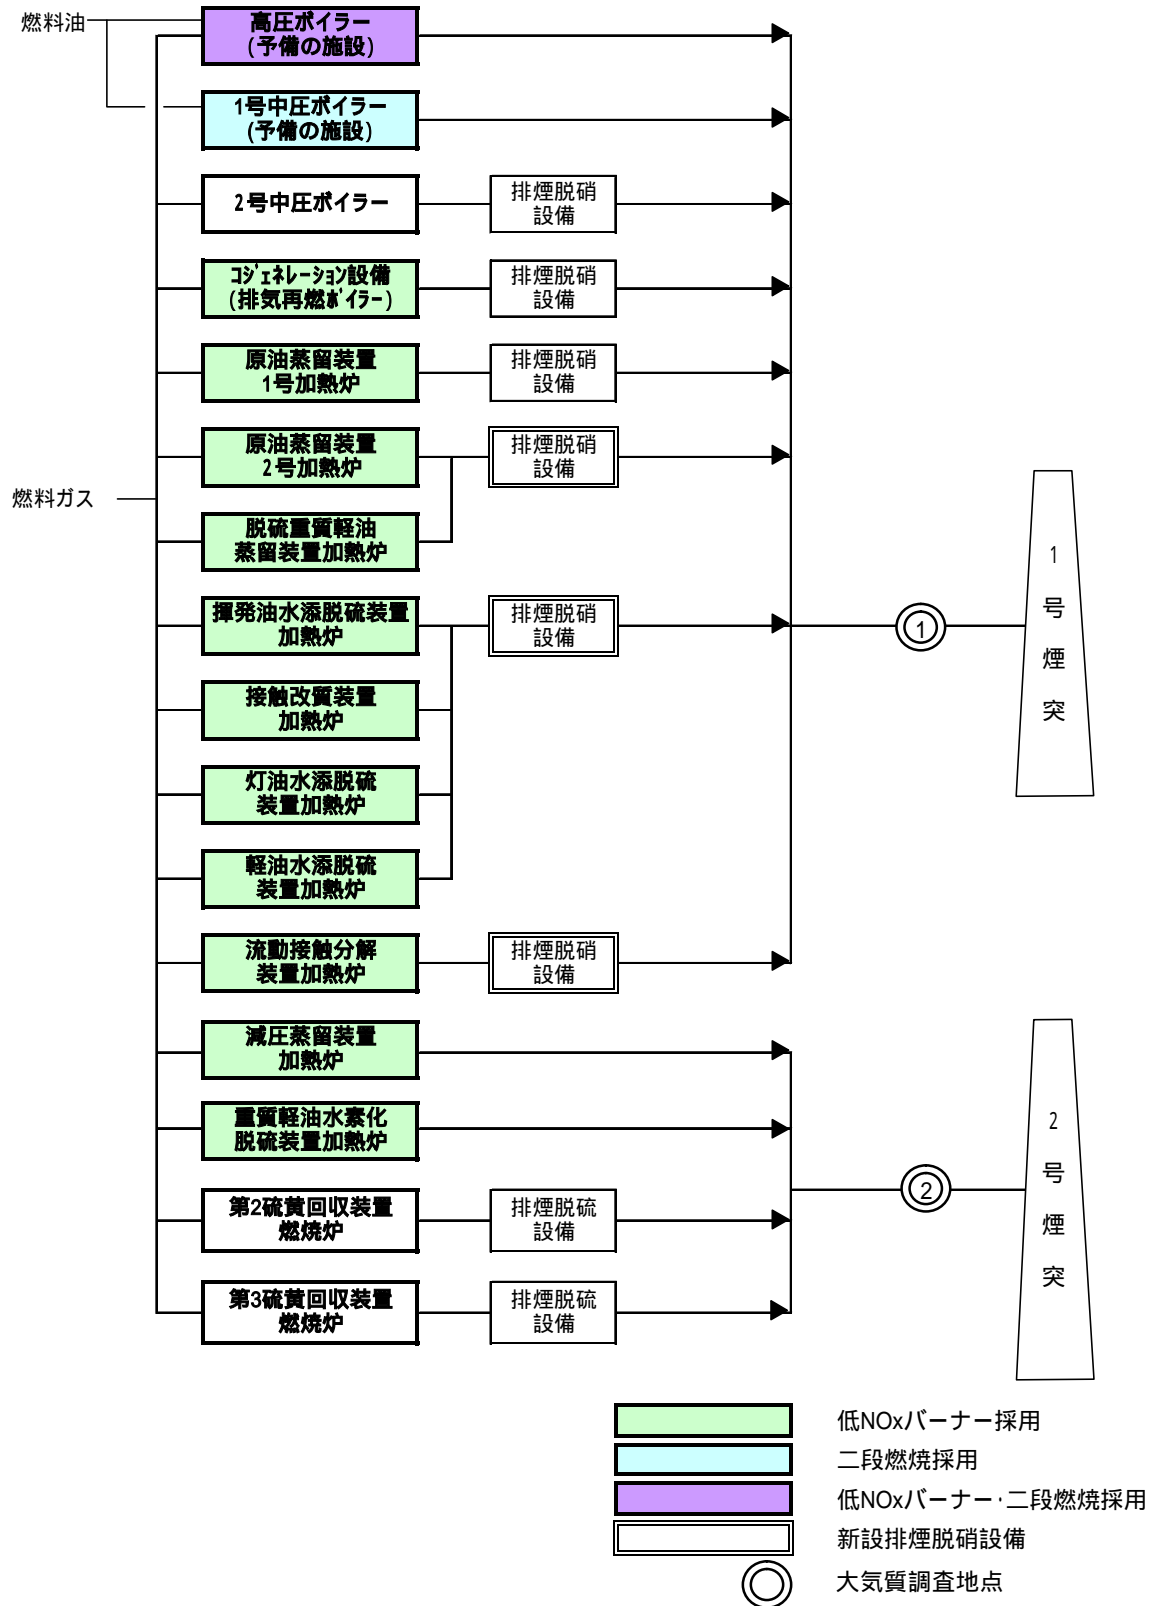 燃料油
高圧ボイラー
(予備の施設)
1号中圧ボイラー
(予備の施設)
2号中圧ボイラー
排煙脱硝
設備
コジェネレーション設備
(排気再燃ボイラー)
排煙脱硝
設備
原油蒸留装置
1号加熱炉
排煙脱硝
設備
原油蒸留装置
2号加熱炉
排煙脱硝
設備
燃料ガス
脱硫重質軽油
蒸留装置加熱炉
揮発油水添脱硫装置
加熱炉
排煙脱硝
設備
接触改質装置
加熱炉
灯油水添脱硫
装置加熱炉
軽油水添脱硫
装置加熱炉
流動接触分解
装置加熱炉
排煙脱硝
設備
1
1
号
煙
突
減圧蒸留装置
加熱炉
重質軽油水素化
脱硫装置加熱炉
第2硫黄回収装置
燃焼炉
排煙脱硫
設備
第3硫黄回収装置
燃焼炉
排煙脱硫
設備
2
2
号
煙
突
低NOxバーナー採用
二段燃焼採用
低NOxバーナー・二段燃焼採用
新設排煙脱硝設備
大気質調査地点